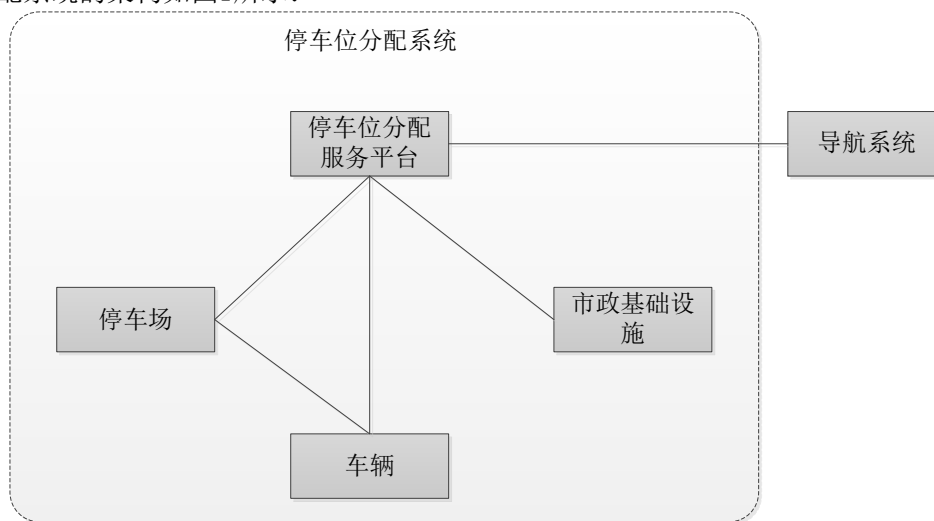 停车位分配系统
停车位分配
服务平台
导航系统
停车场
市政基础设
施
车辆